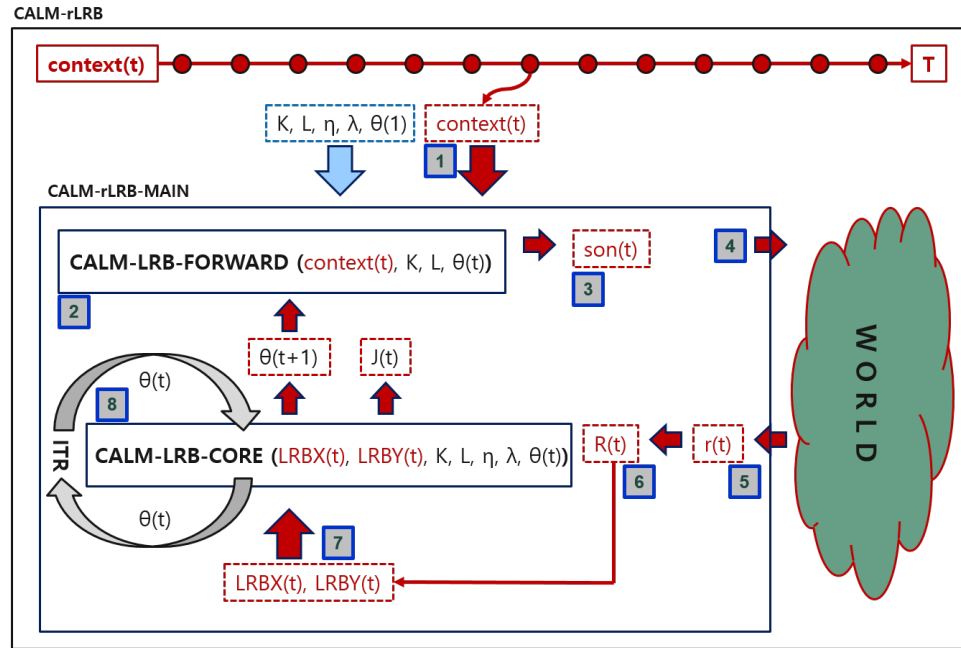 CALM-rLRB
context(t)
T
K, L, η, λ, θ(1)
context(t)
1
CALM-rLRB-MAIN
CALM-LRB-FORWARD (context(t), K, L, θ(t))
son(t)
4
2
3
θ(t+1)
J(t)
θ(t)
8
CALM-LRB-CORE (LRBX(t), LRBY(t), K, L, η, λ, θ(t))
R(t)
r(t)
6
5
ITR
θ(t)
7
LRBX(t), LRBY(t)
WORLD